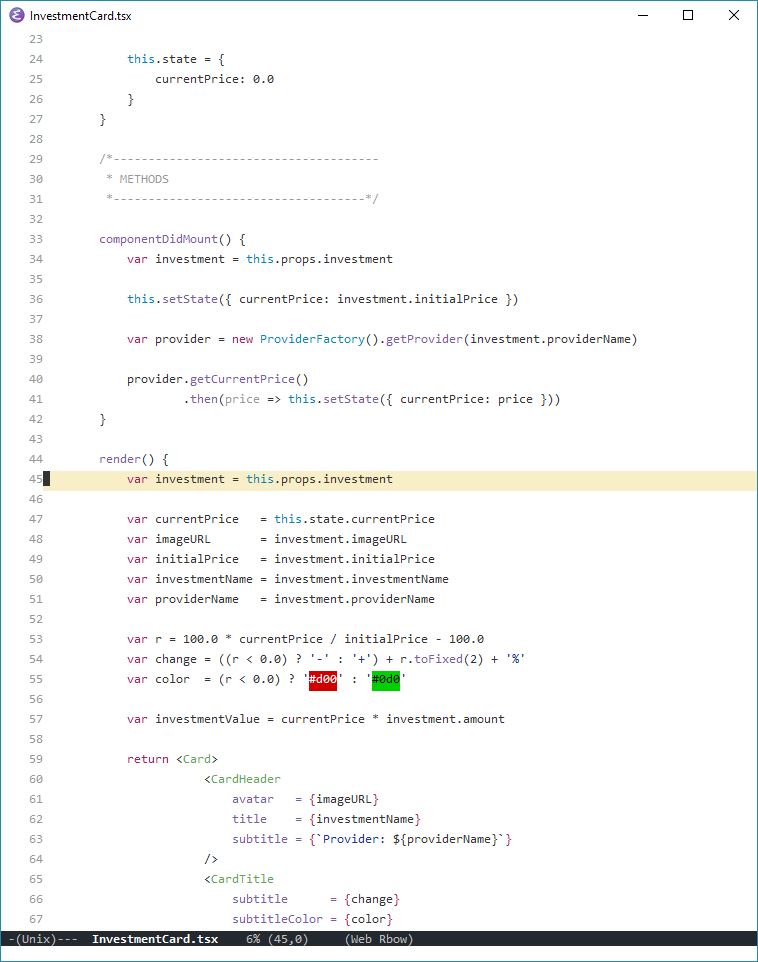 InvestmentCard.tsx
23
24 this.state = {
25 currentPrice: 0.0
26 }
27 }
28
29 /*--------------------------------------
30 * METHODS
31 *------------------------------------*/
32
33 componentDidMount() {
34 var investment = this.props.investment
35
36 this.setState({ currentPrice: investment.initialPrice })
37
38 var provider = new ProviderFactory().getProvider(investment.providerName)
39
40 provider.getCurrentPrice()
41 .then(price => this.setState({ currentPrice: price }))
42 }
43
44 render() {
45 var investment = this.props.investment
46
47 var currentPrice   = this.state.currentPrice
48 var imageURL       = investment.imageURL
49 var initialPrice   = investment.initialPrice
50 var investmentName = investment.investmentName
51 var providerName   = investment.providerName
52
53 var r = 100.0 * currentPrice / initialPrice - 100.0
54 var change = ((r < 0.0) ? '-' : '+') + r.toFixed(2) + '%'
55 var color  = (r < 0.0) ? '#d00' : '#0d0'
56
57 var investmentValue = currentPrice * investment.amount
58
59 return <Card>
60 <CardHeader
61 avatar   = {imageURL}
62 title    = {investmentName}
63 subtitle = {`Provider: ${providerName}`}
64 />
65 <CardTitle
66 subtitle      = {change}
67 subtitleColor = {color}
-(Unix)--- InvestmentCard.tsx 6% (45,0) (Web Rbow)